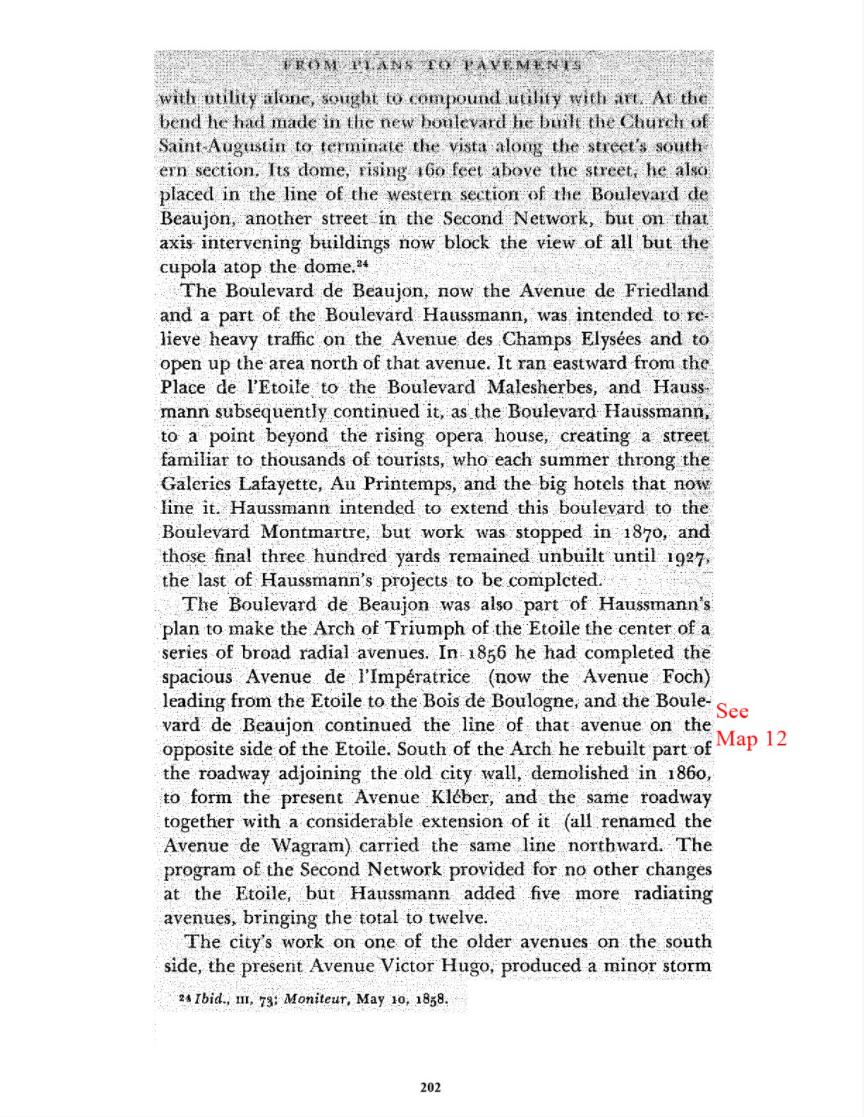 FROM PLANS TO PAVEMENTS
with utility alone, sought to compound utility with art. At the
bend he had made in the new boulevard he built the Church of
Saint-Augustin to terminate the vista along the street's south-
ern section. Its dome, rising 160 feet above the street, he also
placed in the line of the western section of the Boulevard de
Beaujon, another street in the Second Network, but on that
axis intervening buildings now block the view of all but the
cupola atop the dome.²⁴
The Boulevard de Beaujon, now the Avenue de Friedland
and a part of the Boulevard Haussmann, was intended to re-
lieve heavy traffic on the Avenue des Champs Elysées and to
open up the area north of that avenue. It ran eastward from the
Place de l'Etoile to the Boulevard Malesherbes, and Hauss-
mann subsequently continued it, as the Boulevard Haussmann,
to a point beyond the rising opera house, creating a street
familiar to thousands of tourists, who each summer throng the
Galeries Lafayette, Au Printemps, and the big hotels that now
line it. Haussmann intended to extend this boulevard to the
Boulevard Montmartre, but work was stopped in 1870, and
those final three hundred yards remained unbuilt until 1927,
the last of Haussmann's projects to be completed.
The Boulevard de Beaujon was also part of Haussmann's
plan to make the Arch of Triumph of the Etoile the center of a
series of broad radial avenues. In 1856 he had completed the
spacious Avenue de l'Impératrice (now the Avenue Foch)
leading from the Etoile to the Bois de Boulogne, and the Boule-
vard de Beaujon continued the line of that avenue on the
opposite side of the Etoile. South of the Arch he rebuilt part of
the roadway adjoining the old city wall, demolished in 1860,
to form the present Avenue Kléber, and the same roadway
together with a considerable extension of it (all renamed the
Avenue de Wagram) carried the same line northward. The
program of the Second Network provided for no other changes
at the Etoile, but Haussmann added five more radiating
avenues, bringing the total to twelve.
The city's work on one of the older avenues on the south
side, the present Avenue Victor Hugo, produced a minor storm
²⁴ Ibid., III, 73; Moniteur, May 10, 1858.
See
Map 12
202